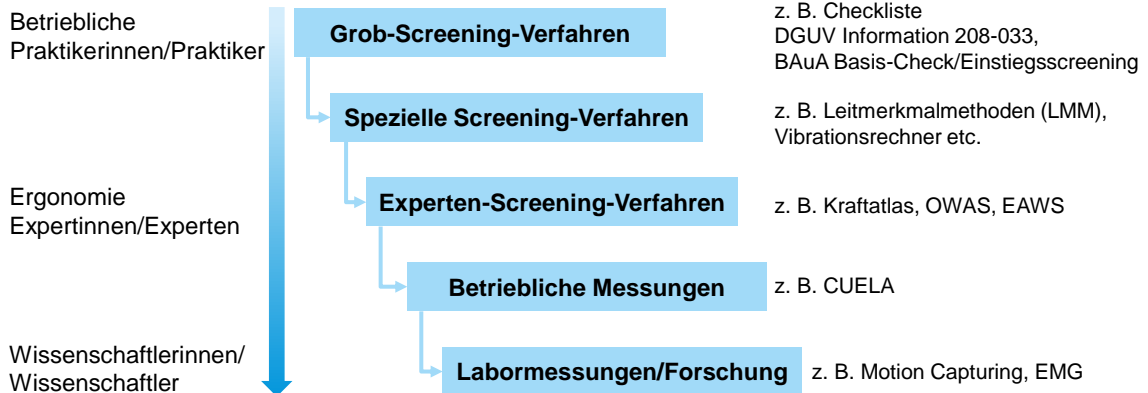 Betriebliche
Praktikerinnen/Praktiker
Grob-Screening-Verfahren
z. B. Checkliste
DGUV Information 208-033,
BAuA Basis-Check/Einstiegsscreening
Spezielle Screening-Verfahren
z. B. Leitmerkmalmethoden (LMM),
Vibrationsrechner etc.
Ergonomie
Expertinnen/Experten
Experten-Screening-Verfahren
z. B. Kraftatlas, OWAS, EAWS
Betriebliche Messungen
z. B. CUELA
Wissenschaftlerinnen/
Wissenschaftler
Labormessungen/Forschung
z. B. Motion Capturing, EMG